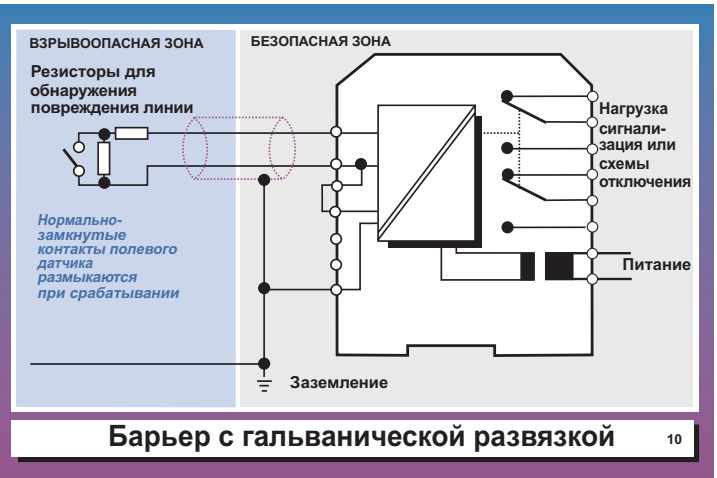 ВЗРЫВООПАСНАЯ ЗОНА
БЕЗОПАСНАЯ ЗОНА
Резисторы для
обнаружения
повреждения линии
Нормально-
замкнутые
контакты полевого
датчика
размыкаются
при срабатывании
Нагрузка
сигнали-
зация или
схемы
отключения
Питание
Заземление
Барьер с гальванической развязкой
10